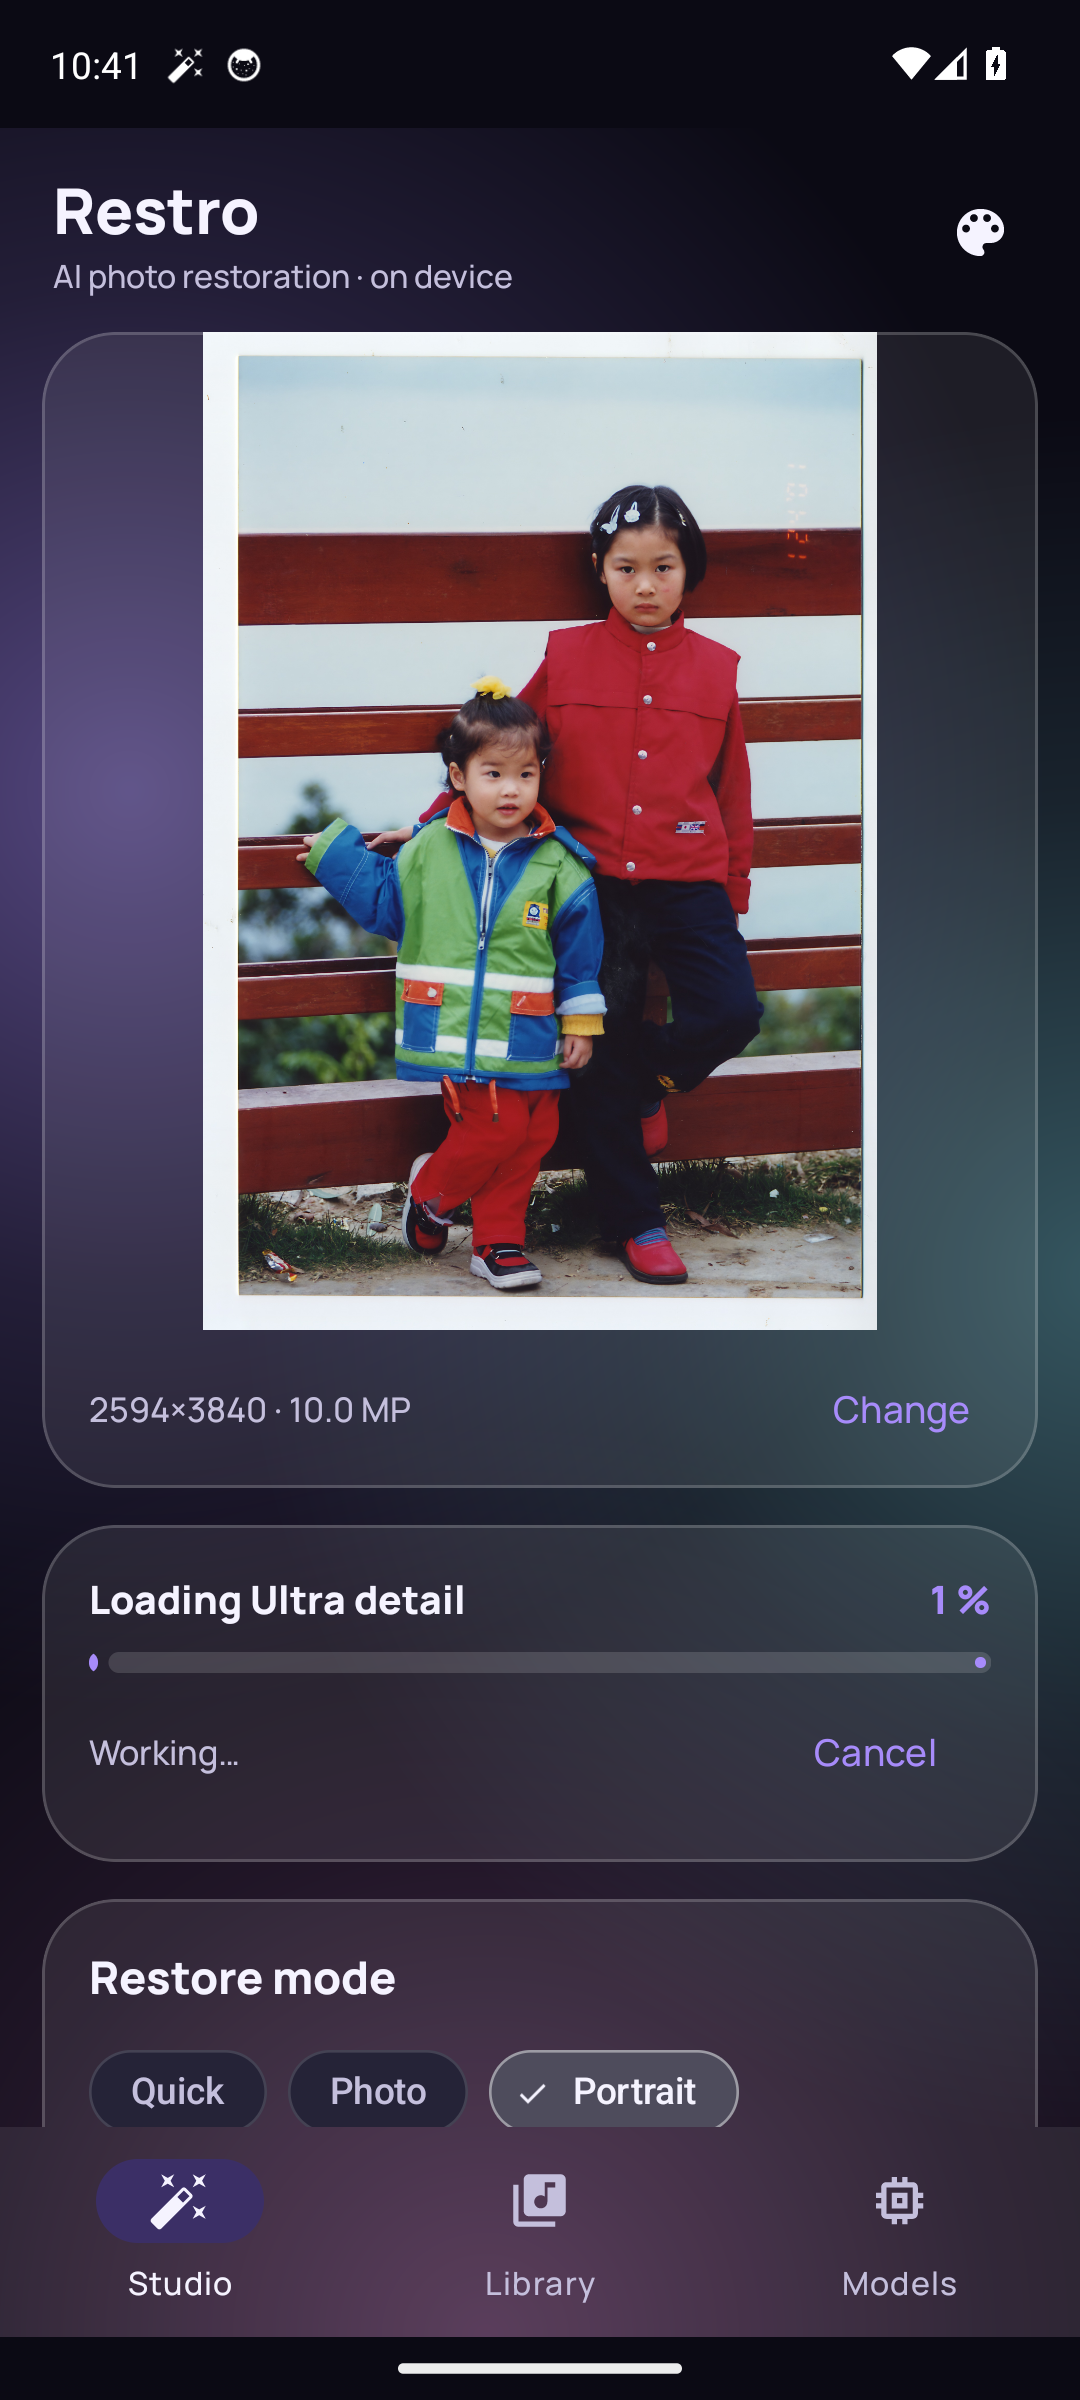 10:41
Restro
AI photo restoration · on device
2594×3840 · 10.0 MP
Change
Loading Ultra detail
1 %
Working…
Cancel
Restore mode
Quick
Photo
Portrait
Studio
Library
Models